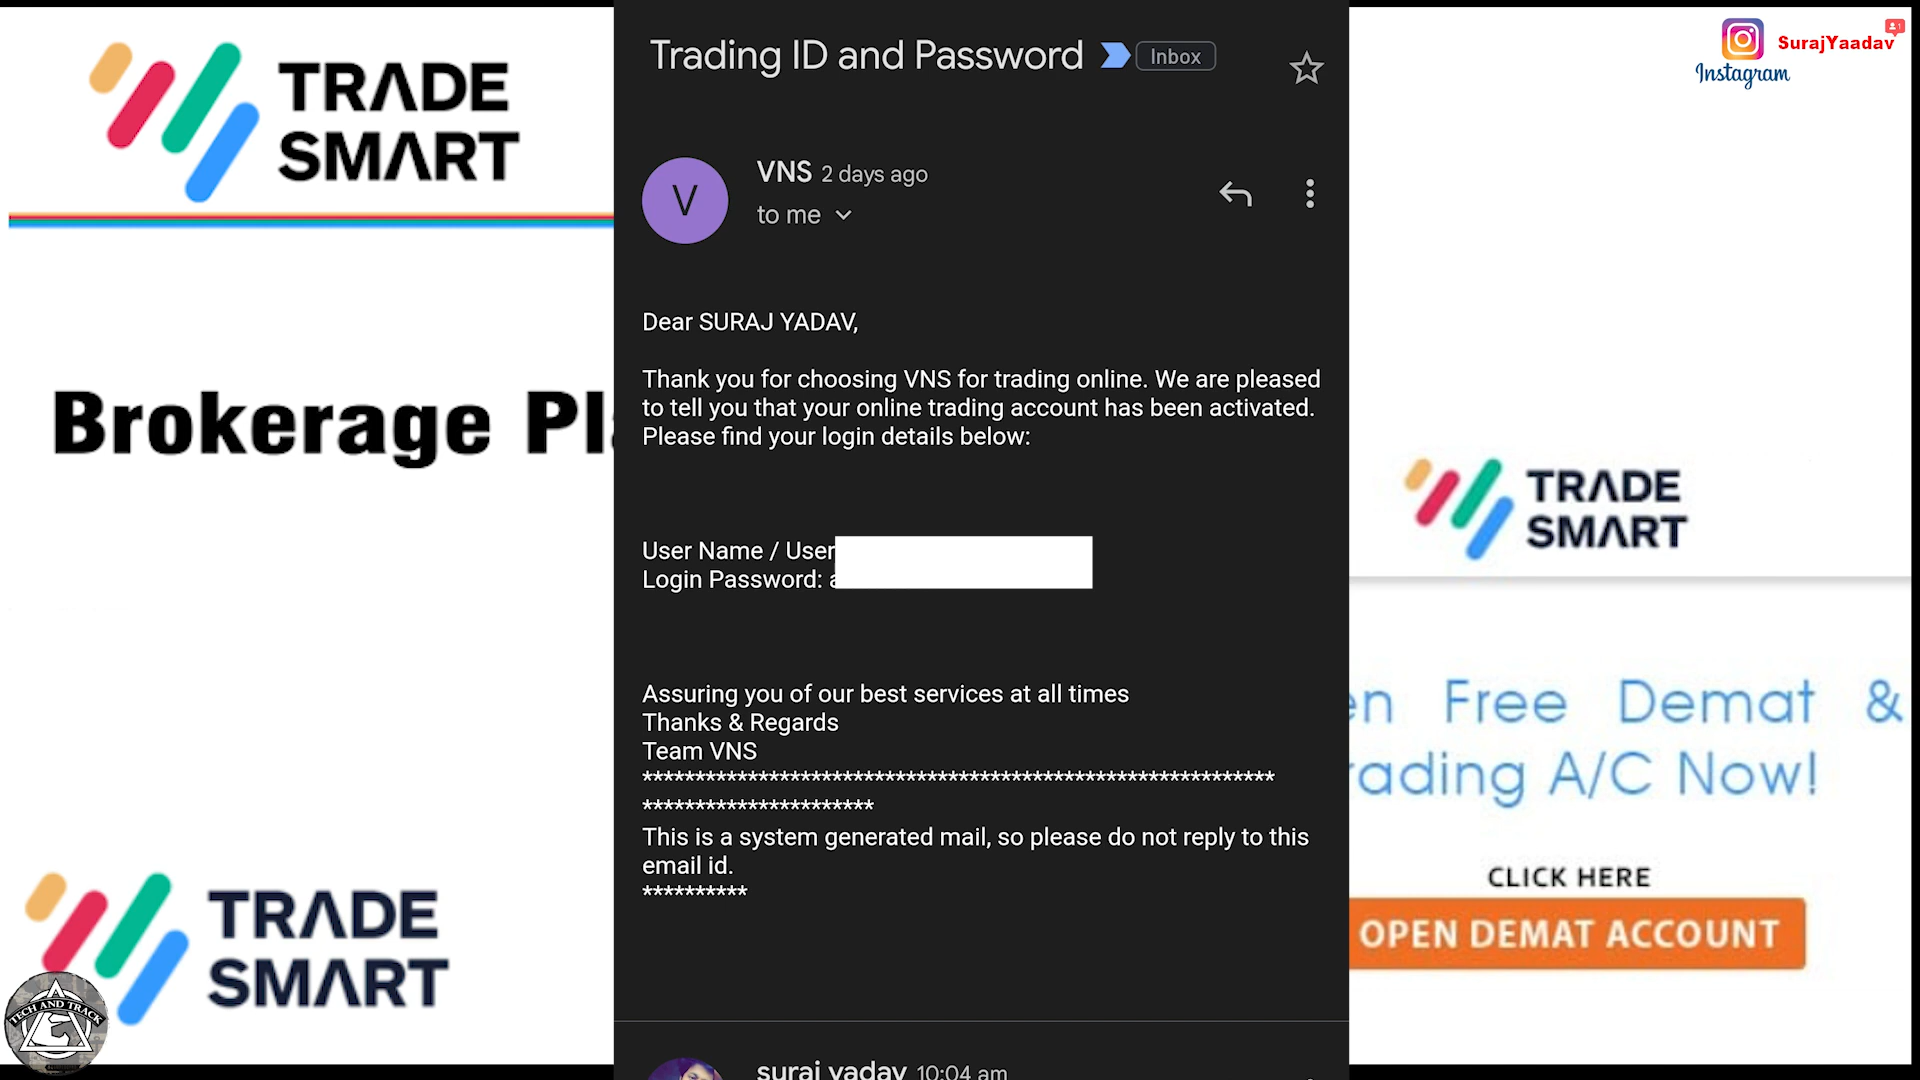 TRADE
SMART
Brokerage
TRADE
SMART
TECH AND TRACK
Trading ID and Password
Inbox
V
VNS 2 days ago
to me
Dear SURAJ YADAV,
Thank you for choosing VNS for trading online. We are pleased
to tell you that your online trading account has been activated.
Please find your login details below:
User Name / User
Login Password:
Assuring you of our best services at all times
Thanks & Regards
Team VNS
************************************************************
**********************
This is a system generated mail, so please do not reply to this
email id.
**********
suraj yadav 10:04 am
Instagram
SurajYaadav
1
TRADE
SMART
Free Demat &
A/C Now!
CLICK HERE
OPEN DEMAT ACCOUNT